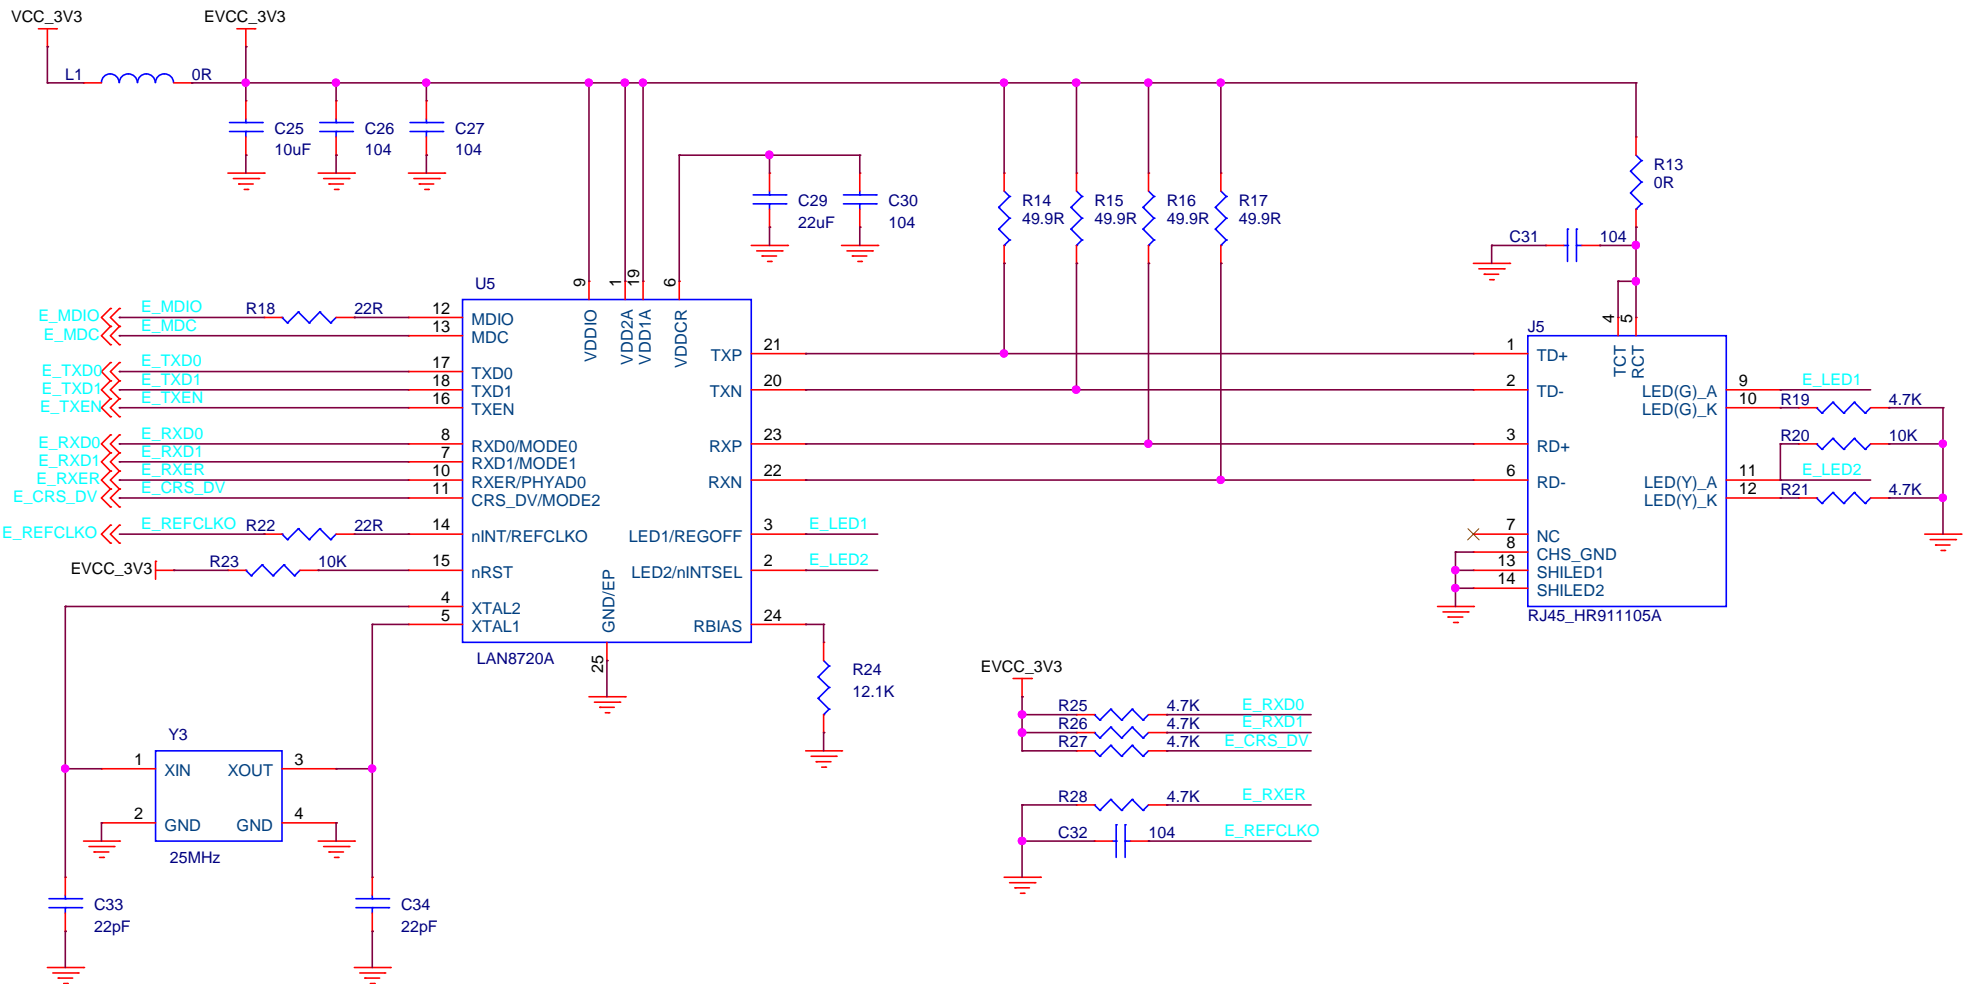 VCC_3V3
EVCC_3V3
L1 0R
C25
10uF
C26
104
C27
104
C29
22uF
C30
104
R14
49.9R
R15
49.9R
R16
49.9R
R17
49.9R
R13
0R
C31 104
U5
9
1
19
6
VDDIO
VDD2A
VDD1A
VDDCR
E_MDIO E_MDIO R18 22R 12 MDIO
E_MDC E_MDC 13 MDC
E_TXD0 E_TXD0 17 TXD0
E_TXD1 E_TXD1 18 TXD1
E_TXEN E_TXEN 16 TXEN
E_RXD0 E_RXD0 8 RXD0/MODE0
E_RXD1 E_RXD1 7 RXD1/MODE1
E_RXER E_RXER 10 RXER/PHYAD0
E_CRS_DV E_CRS_DV 11 CRS_DV/MODE2
E_REFCLKO E_REFCLKO R22 22R 14 nINT/REFCLKO
EVCC_3V3 R23 10K 15 nRST
4 XTAL2
5 XTAL1
TXP 21
TXN 20
RXP 23
RXN 22
LED1/REGOFF 3 E_LED1
LED2/nINTSEL 2 E_LED2
RBIAS 24
GND/EP
25
LAN8720A
R24
12.1K
J5
4
5
TCT
RCT
1 TD+
2 TD-
3 RD+
6 RD-
7 NC
8 CHS_GND
13 SHILED1
14 SHILED2
LED(G)_A 9 E_LED1
LED(G)_K 10 R19 4.7K
R20 10K
LED(Y)_A 11 E_LED2
LED(Y)_K 12 R21 4.7K
RJ45_HR911105A
Y3
1 XIN XOUT 3
2 GND GND 4
25MHz
C33
22pF
C34
22pF
EVCC_3V3
R25 4.7K E_RXD0
R26 4.7K E_RXD1
R27 4.7K E_CRS_DV
R28 4.7K E_RXER
C32 104 E_REFCLKO